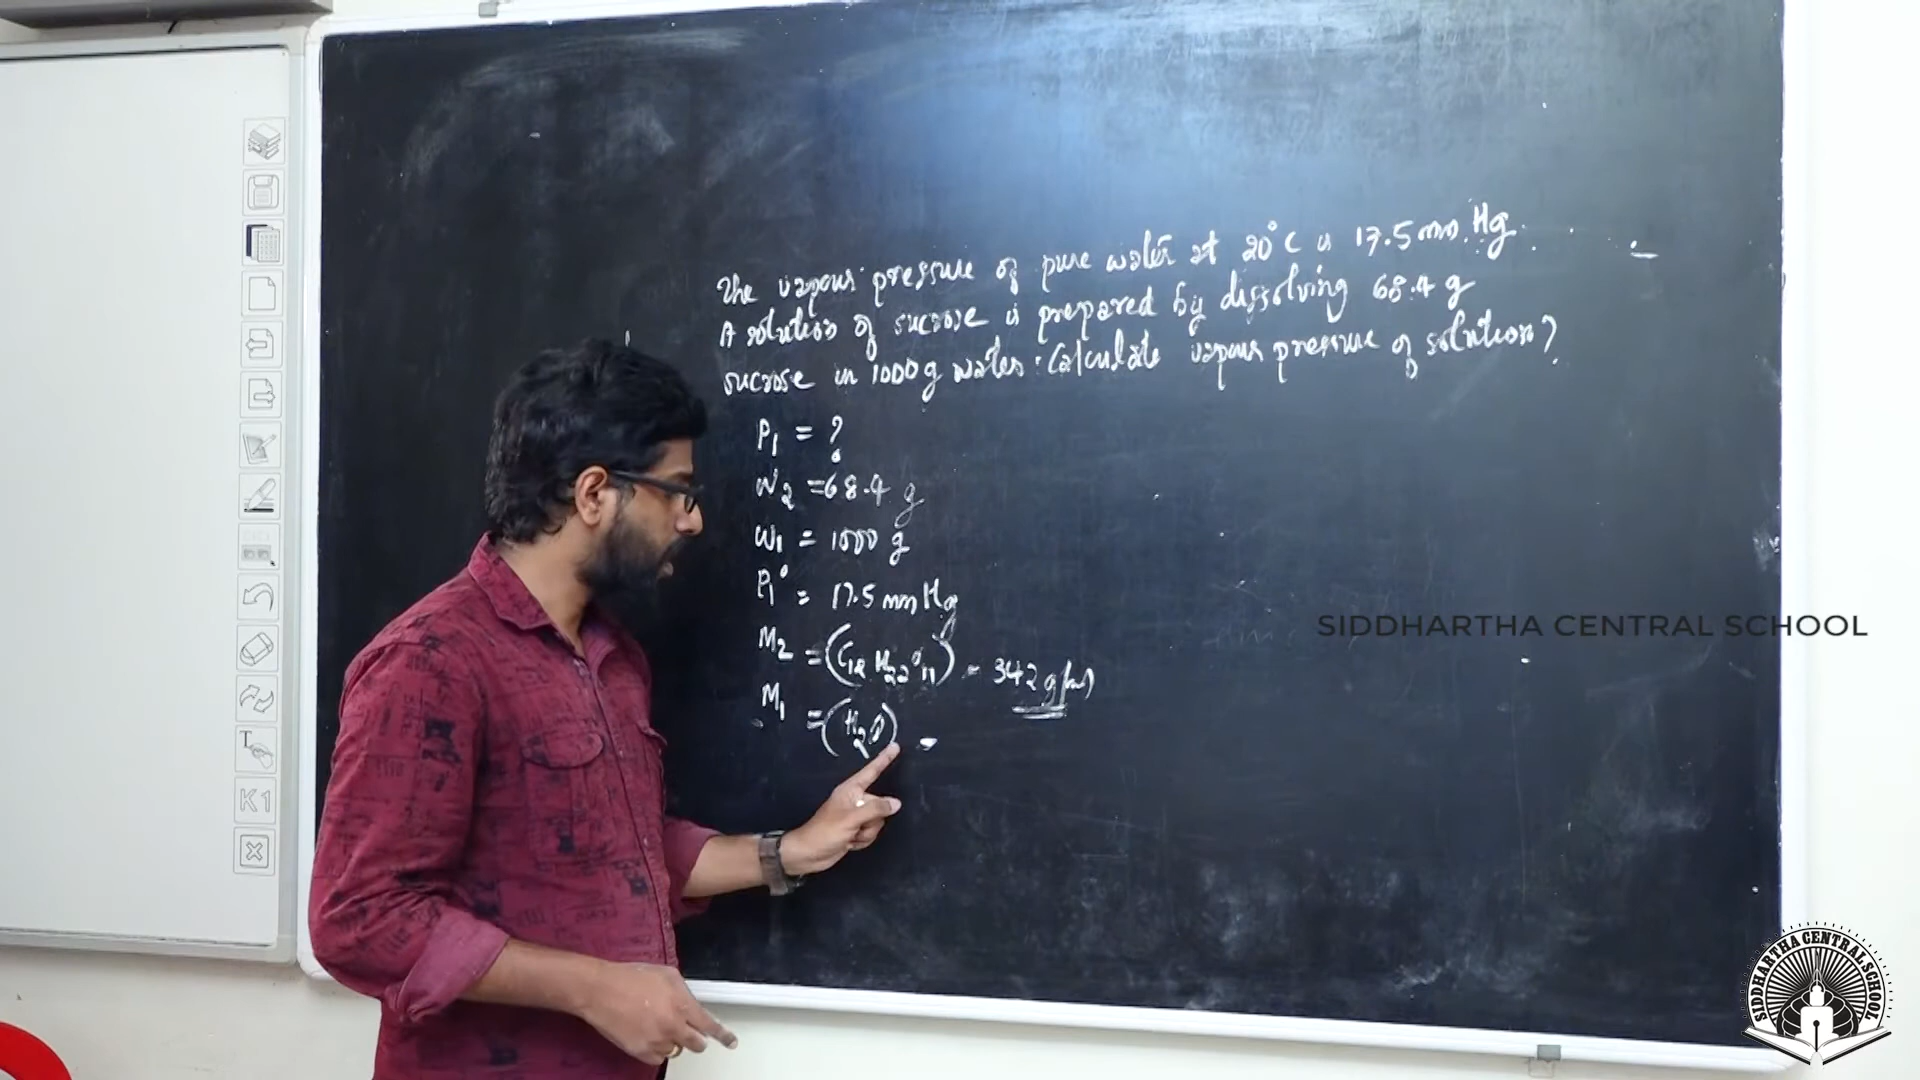 The vapour pressure of pure water at 20°C is 17.5 mm Hg.
A solution of sucrose is prepared by dissolving 68.4 g
sucrose in 1000 g water. Calculate vapour pressure of solution?
P₁ = ?
W₂ = 68.4 g
W₁ = 1000 g
P₁° = 17.5 mm Hg
M₂ = (C₁₂H₂₂O₁₁) = 342 g/mol
M₁ = (H₂O) =
SIDDHARTHA CENTRAL SCHOOL
SIDDHARTHA CENTRAL SCHOOL
T
K1